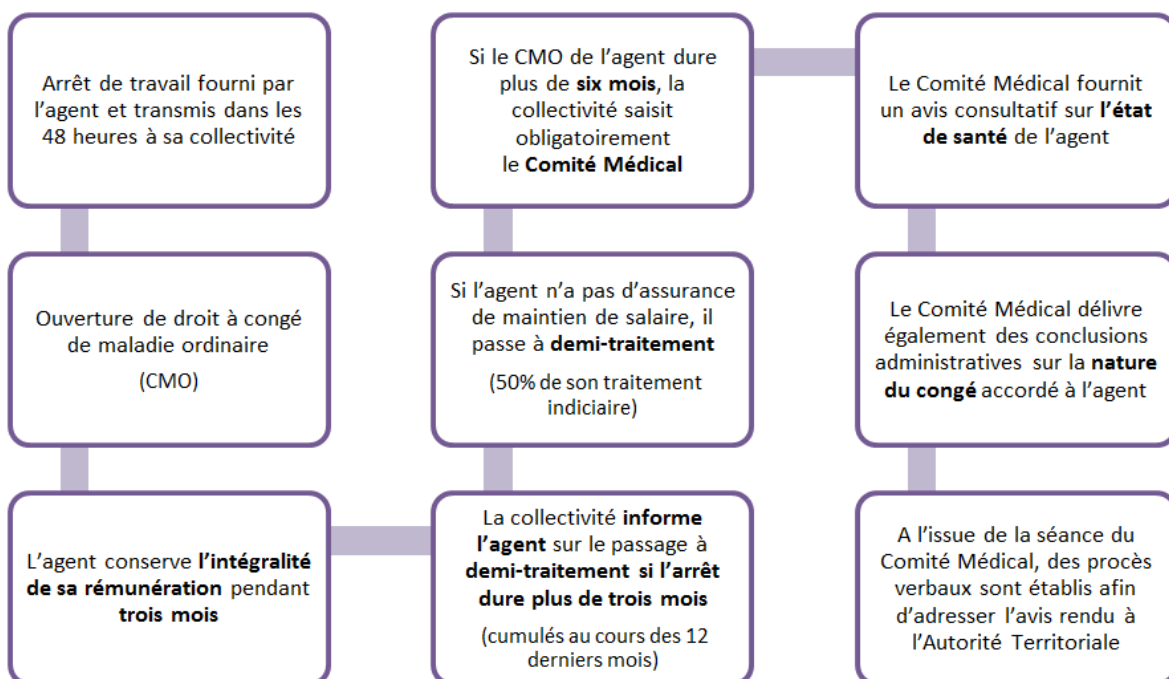 Arrêt de travail fourni par
l'agent et transmis dans les
48 heures à sa collectivité
Ouverture de droit à congé
de maladie ordinaire
(CMO)
L'agent conserve l'intégralité
de sa rémunération pendant
trois mois
La collectivité informe
l'agent sur le passage à
demi-traitement si l'arrêt
dure plus de trois mois
(cumulés au cours des 12
derniers mois)
Si l'agent n'a pas d'assurance
de maintien de salaire, il
passe à demi-traitement
(50% de son traitement
indiciaire)
Si le CMO de l'agent dure
plus de six mois, la
collectivité saisit
obligatoirement
le Comité Médical
Le Comité Médical fournit
un avis consultatif sur l'état
de santé de l'agent
Le Comité Médical délivre
également des conclusions
administratives sur la nature
du congé accordé à l'agent
A l'issue de la séance du
Comité Médical, des procès
verbaux sont établis afin
d'adresser l'avis rendu à
l'Autorité Territoriale